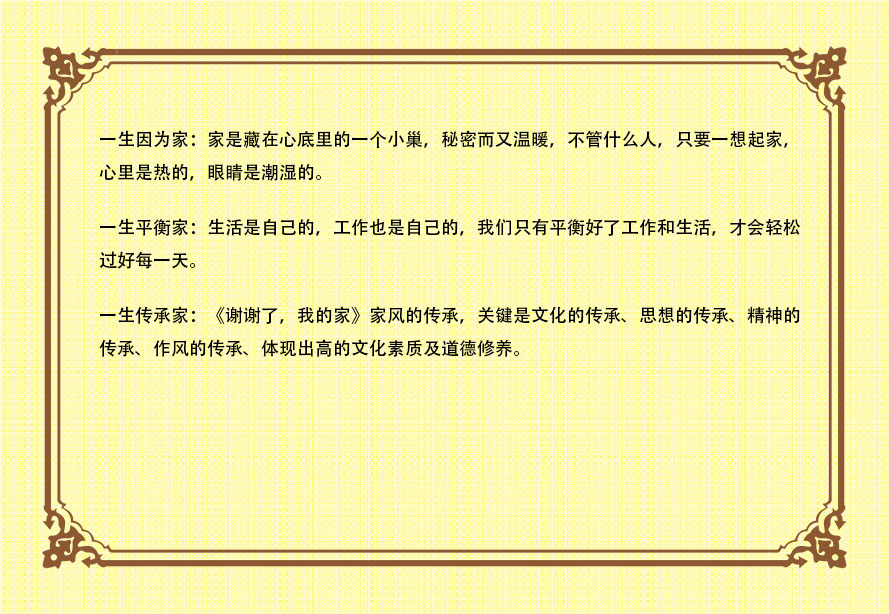 一生因为家：家是藏在心底里的一个小巢，秘密而又温暖，不管什么人，只要一想起家，
心里是热的，眼睛是潮湿的。
一生平衡家：生活是自己的，工作也是自己的，我们只有平衡好了工作和生活，才会轻松
过好每一天。
一生传承家：《谢谢了，我的家》家风的传承，关键是文化的传承、思想的传承、精神的
传承、作风的传承、体现出高的文化素质及道德修养。